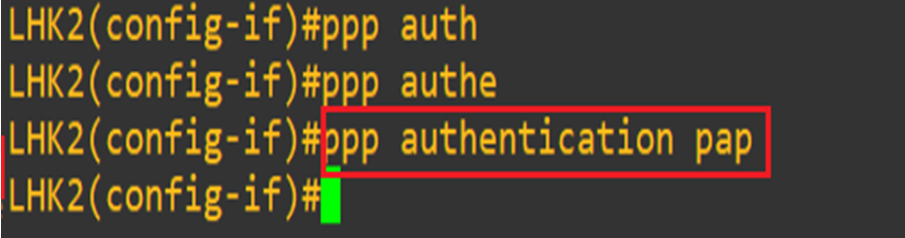 LHK2(config-if)#ppp auth
LHK2(config-if)#ppp authe
LHK2(config-if)#ppp authentication pap
LHK2(config-if)#